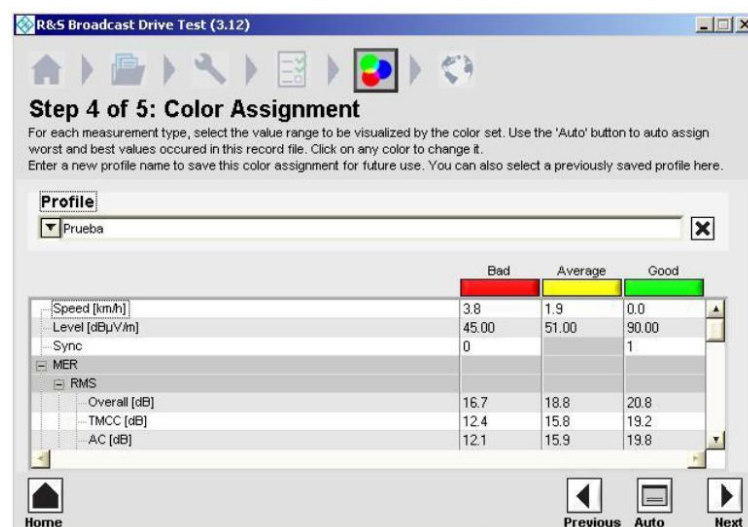 R&S Broadcast Drive Test (3.12)
Step 4 of 5: Color Assignment
For each measurement type, select the value range to be visualized by the color set. Use the 'Auto' button to auto assign
worst and best values occured in this record file. Click on any color to change it.
Enter a new profile name to save this color assignment for future use. You can also select a previously saved profile here.
Profile
Prueba
Bad Average Good
Speed [km/h] 3.8 1.9 0.0
Level [dBµV/m] 45.00 51.00 90.00
Sync 0 1
MER
RMS
Overall [dB] 16.7 18.8 20.8
TMCC [dB] 12.4 15.8 19.2
AC [dB] 12.1 15.9 19.8
Home Previous Auto Next